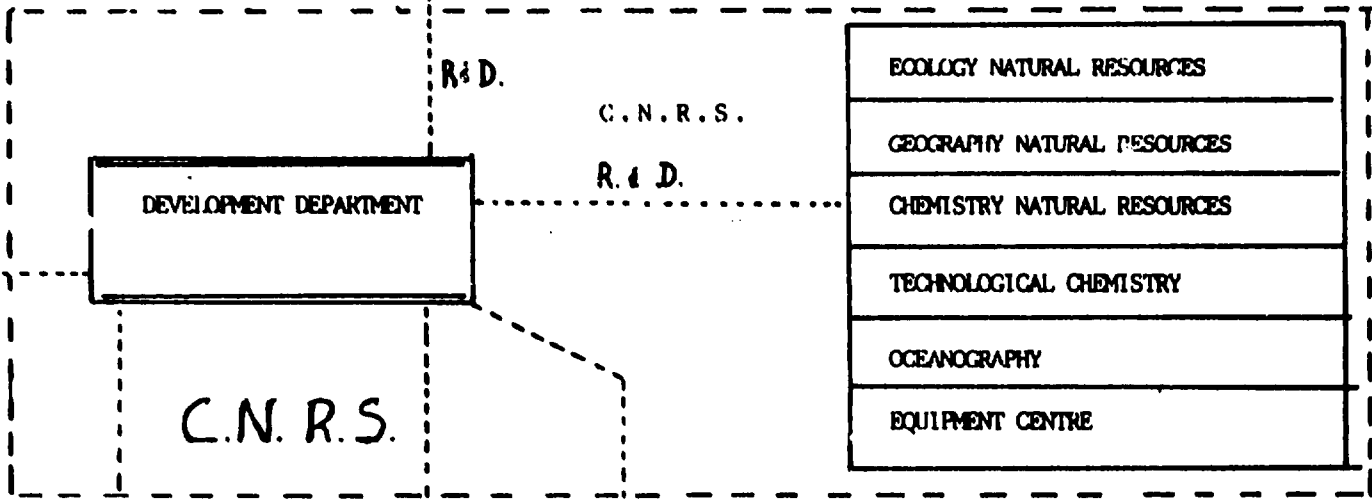 R&D.
C.N.R.S.
R. & D.
DEVELOPMENT DEPARTMENT
C.N.R.S.
ECOLOGY NATURAL RESOURCES
GEOGRAPHY NATURAL RESOURCES
CHEMISTRY NATURAL RESOURCES
TECHNOLOGICAL CHEMISTRY
OCEANOGRAPHY
EQUIPMENT CENTRE